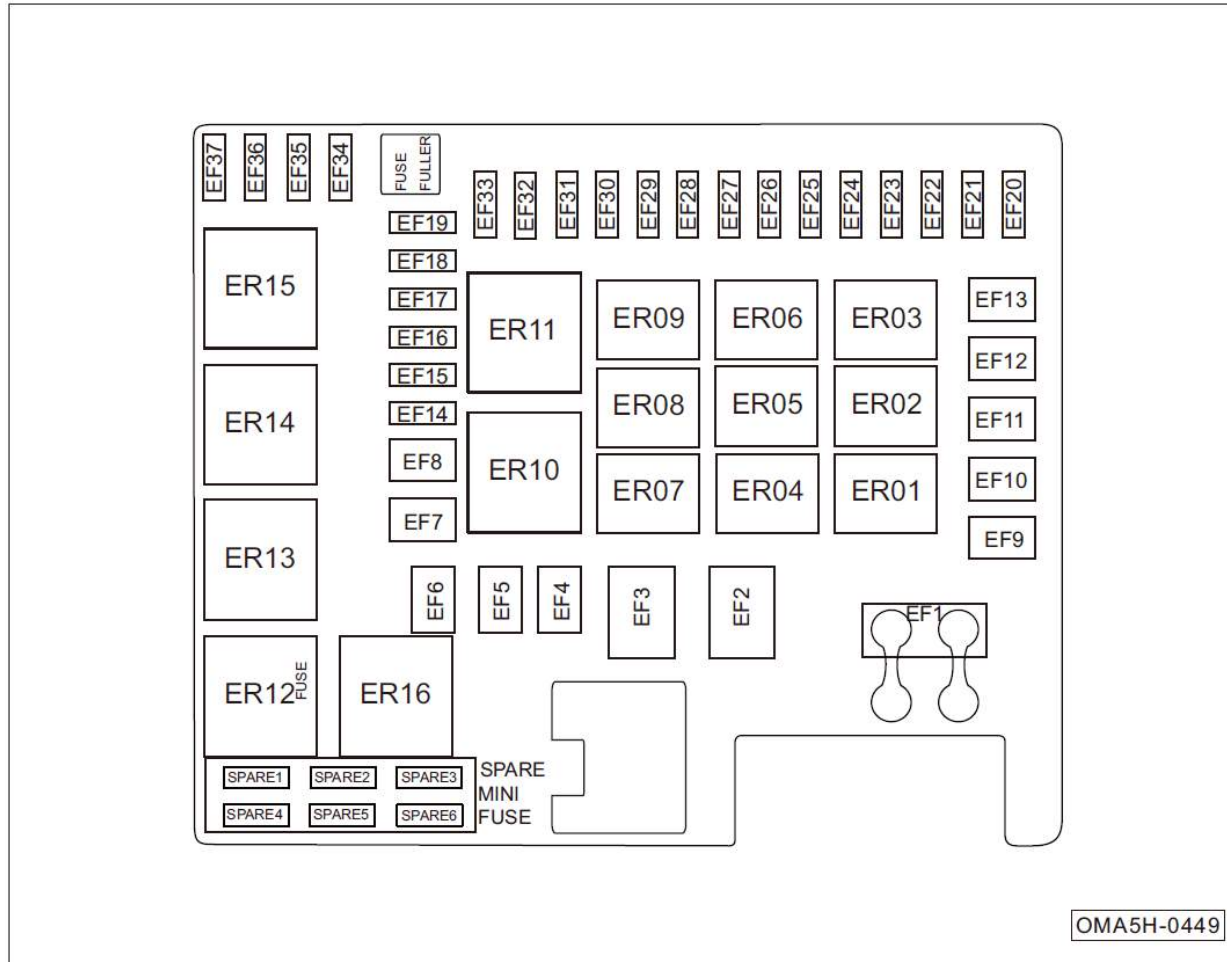 EF37 EF36 EF35 EF34
FUSE
FULLER
EF33 EF32 EF31 EF30 EF29 EF28 EF27 EF26 EF25 EF24 EF23 EF22 EF21 EF20
EF19
EF18
EF17
EF16
EF15
EF14
EF8
EF7
ER15
ER14
ER13
ER12
FUSE
ER16
ER11
ER10
ER09 ER06 ER03
ER08 ER05 ER02
ER07 ER04 ER01
EF13
EF12
EF11
EF10
EF9
EF6 EF5 EF4 EF3 EF2 EF1
SPARE1 SPARE2 SPARE3
SPARE4 SPARE5 SPARE6
SPARE
MINI
FUSE
OMA5H-0449